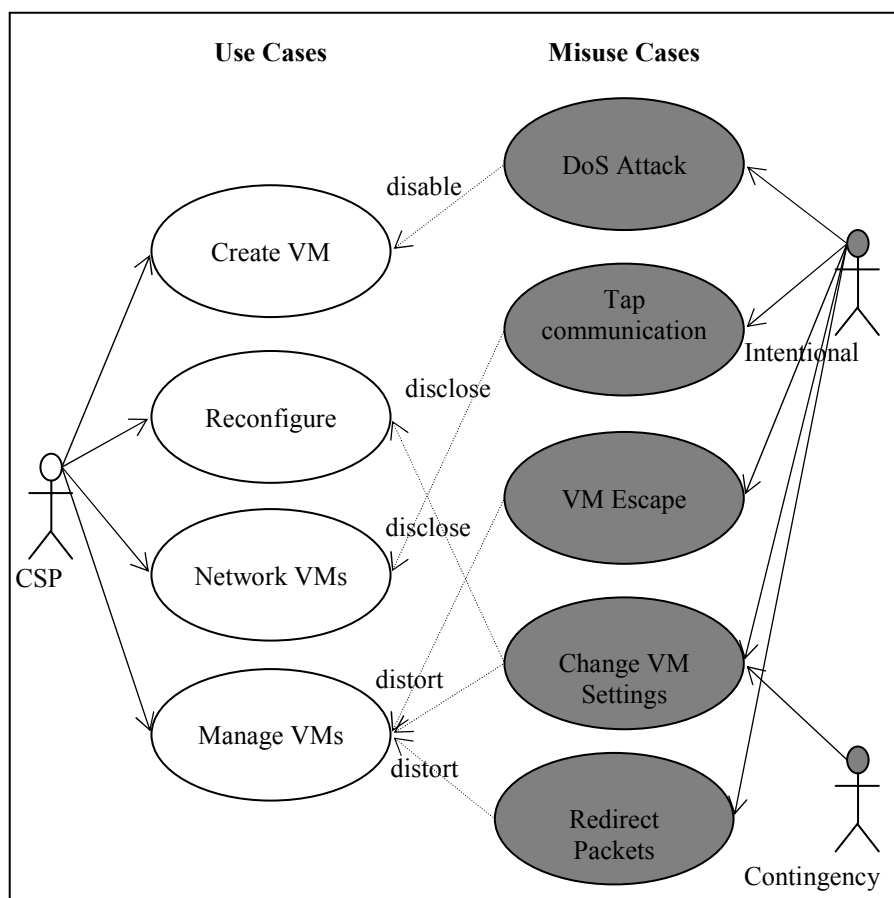 Use Cases
Misuse Cases
DoS Attack
disable
Create VM
Tap
communication
Intentional
disclose
Reconfigure
VM Escape
disclose
CSP
Network VMs
Change VM
Settings
distort
Manage VMs
distort
Redirect
Packets
Contingency